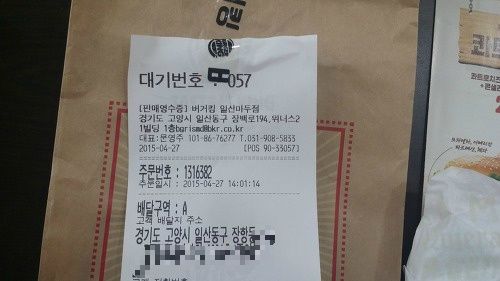 대기번호 : 057
[판매영수증] 버거킹 일산마두점
경기도 고양시 일산동구 장백로194,위너스2
1빌딩 1층bgrismd@bkr.co.kr
대표:문영주 101-86-76277 T.031-908-5833
2015-04-27 [POS 90-33057]
주문번호 : 1316382
주문일시 : 2015-04-27 14:01:14
배달구역 : A
고객 배달지 주소
경기도 고양시 일산동구 장항동